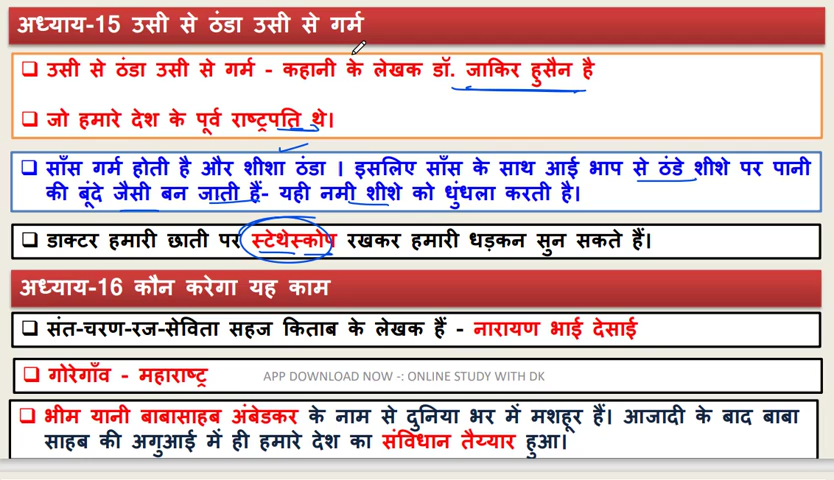 अध्याय-15 उसी से ठंडा उसी से गर्म
उसी से ठंडा उसी से गर्म - कहानी के लेखक डॉ. जाकिर हुसैन है
जो हमारे देश के पूर्व राष्ट्रपति थे।
साँस गर्म होती है और शीशा ठंडा । इसलिए साँस के साथ आई भाप से ठंडे शीशे पर पानी
की बूंदे जैसी बन जाती हैं- यही नमी शीशे को धुंधला करती है।
डाक्टर हमारी छाती पर स्टेथेस्कोप रखकर हमारी धड़कन सुन सकते हैं।
अध्याय-16 कौन करेगा यह काम
संत-चरण-रज-सेविता सहज किताब के लेखक हैं - नारायण भाई देसाई
गोरेगाँव - महाराष्ट्र APP DOWNLOAD NOW -: ONLINE STUDY WITH DK
भीम यानी बाबासाहब अंबेडकर के नाम से दुनिया भर में मशहूर हैं। आजादी के बाद बाबा
साहब की अगुआई में ही हमारे देश का संविधान तैय्यार हुआ।